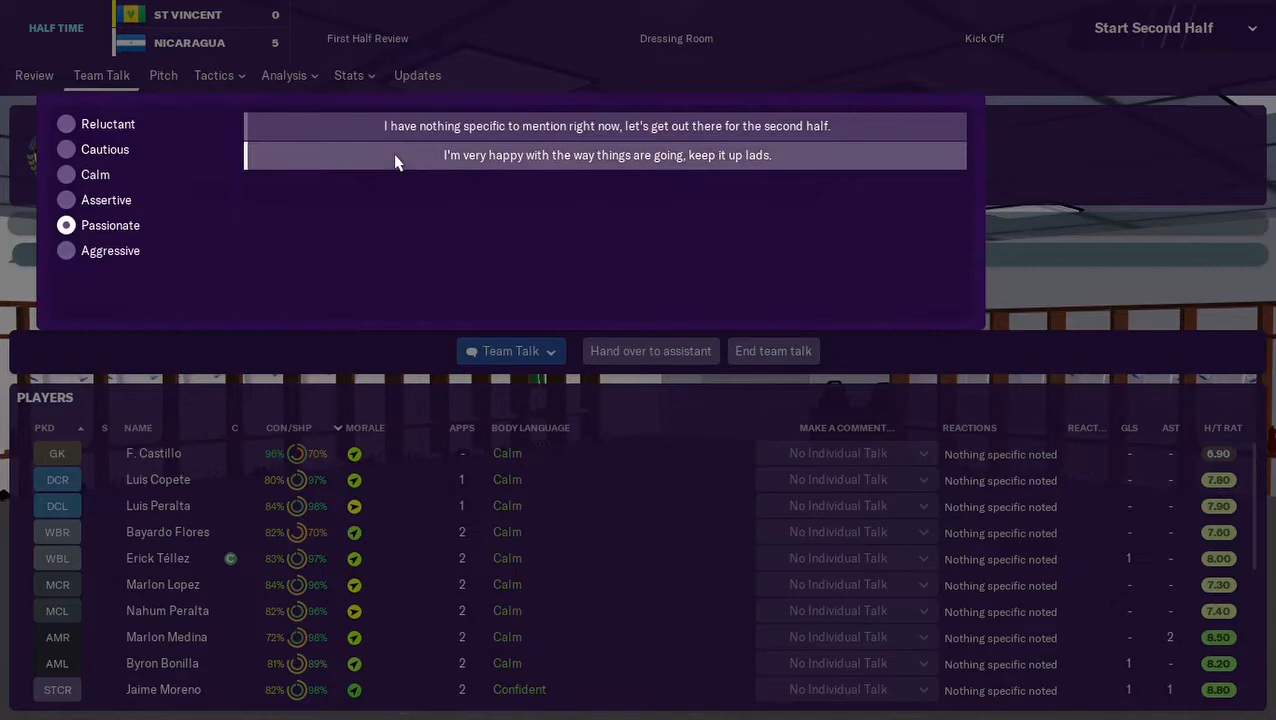 HALF TIME
ST VINCENT 0
NICARAGUA 5
First Half Review
Dressing Room
Kick Off
Start Second Half
Review Team Talk Pitch Tactics Analysis Stats Updates
Reluctant
Cautious
Calm
Assertive
Passionate
Aggressive
I have nothing specific to mention right now, let's get out there for the second half.
I'm very happy with the way things are going, keep it up lads.
Team Talk Hand over to assistant End team talk
PLAYERS
PKD S NAME C CON/SHP MORALE APPS BODY LANGUAGE MAKE A COMMENT... REACTIONS REACT... GLS AST H/T RAT
GK F. Castillo 96% 70% - Calm No Individual Talk Nothing specific noted - - 6.90
DCR Luis Copete 80% 97% 1 Calm No Individual Talk Nothing specific noted - - 7.80
DCL Luis Peralta 84% 98% 1 Calm No Individual Talk Nothing specific noted - - 7.90
WBR Bayardo Flores 82% 70% 2 Calm No Individual Talk Nothing specific noted - - 7.60
WBL Erick Téllez C 83% 97% 2 Calm No Individual Talk Nothing specific noted 1 - 8.00
MCR Marlon Lopez 84% 96% 2 Calm No Individual Talk Nothing specific noted - - 7.30
MCL Nahum Peralta 82% 96% 2 Calm No Individual Talk Nothing specific noted - - 7.40
AMR Marlon Medina 72% 98% 2 Calm No Individual Talk Nothing specific noted - 2 8.50
AML Byron Bonilla 81% 89% 2 Calm No Individual Talk Nothing specific noted 1 - 8.20
STCR Jaime Moreno 82% 98% 2 Confident No Individual Talk Nothing specific noted 1 1 8.80